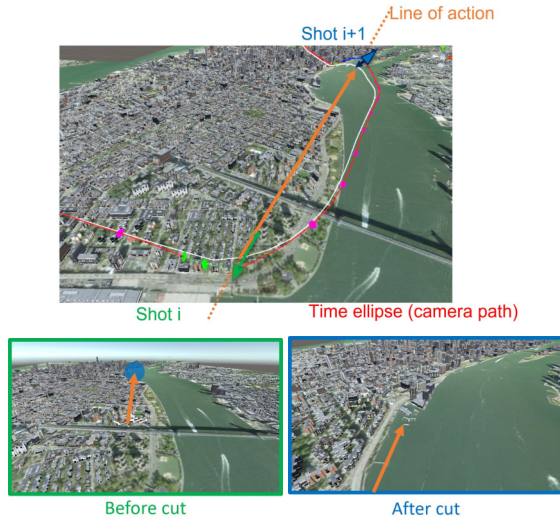 Line of action
Shot i+1
Shot i
Time ellipse (camera path)
Before cut
After cut